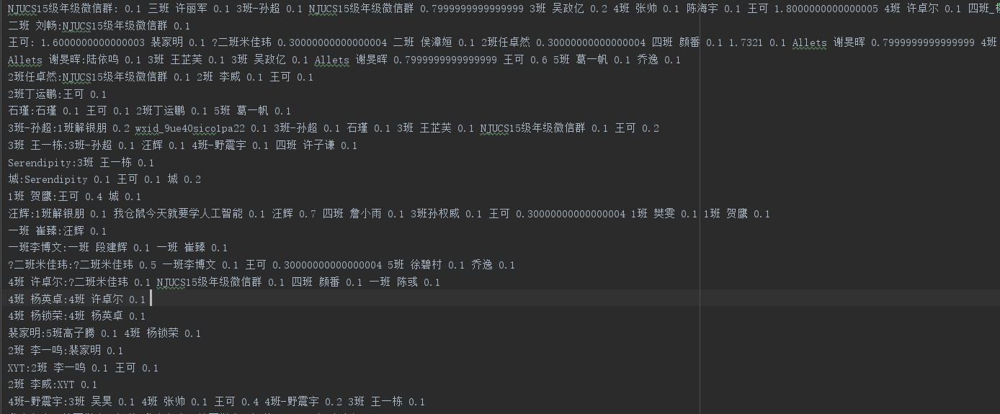 NJUCS15级年级微信群: 0.1 三班 许丽军 0.1 3班-孙超 0.1 NJUCS15级年级微信群 0.7999999999999999 3班 吴政亿 0.2 4班 张帅 0.1 陈海宇 0.1 王可 1.8000000000000005 4班 许卓尔 0.1 四班_
二班 刘畅:NJUCS15级年级微信群 0.1
王可: 1.6000000000000003 裴家明 0.1 ?二班米佳玮 0.30000000000000004 二班 侯漳姮 0.1 2班任卓然 0.30000000000000004 四班 颜番 0.1 1.7321 0.1 Allets 谢旻晖 0.7999999999999999 4班
Allets 谢旻晖:陆依鸣 0.1 3班 王芷芙 0.1 3班 吴政亿 0.1 Allets 谢旻晖 0.7999999999999999 王可 0.6 5班 葛一帆 0.1 乔逸 0.1
2班任卓然:NJUCS15级年级微信群 0.1 2班 李威 0.1 王可 0.1
2班丁运鹏:王可 0.1
石瑾:石瑾 0.1 王可 0.1 2班丁运鹏 0.1 5班 葛一帆 0.1
3班-孙超:1班解银朋 0.2 wxid_9ue40sico1pa22 0.1 3班-孙超 0.1 石瑾 0.1 3班 王芷芙 0.1 NJUCS15级年级微信群 0.1 王可 0.2
3班 王一栋:3班-孙超 0.1 汪辉 0.1 4班-野震宇 0.1 四班 许子谦 0.1
Serendipity:3班 王一栋 0.1
城:Serendipity 0.1 王可 0.1 城 0.2
1班 贺鹰:王可 0.4 城 0.1
汪辉:1班解银朋 0.1 我仓鼠今天就要学人工智能 0.1 汪辉 0.7 四班 詹小雨 0.1 3班孙权威 0.1 王可 0.30000000000000004 1班 樊雯 0.1 1班 贺鹰 0.1
一班 崔臻:汪辉 0.1
一班李博文:一班 段建辉 0.1 一班 崔臻 0.1
?二班米佳玮:?二班米佳玮 0.5 一班李博文 0.1 王可 0.30000000000000004 5班 徐碧村 0.1 乔逸 0.1
4班 许卓尔:?二班米佳玮 0.1 NJUCS15级年级微信群 0.1 四班 颜番 0.1 一班 陈彧 0.1
4班 杨英卓:4班 许卓尔 0.1
4班 杨锁荣:4班 杨英卓 0.1
裴家明:5班高子腾 0.1 4班 杨锁荣 0.1
2班 李一鸣:裴家明 0.1
XYT:2班 李一鸣 0.1 王可 0.1
2班 李威:XYT 0.1
4班-野震宇:3班 吴昊 0.1 4班 张帅 0.1 王可 0.4 4班-野震宇 0.2 3班 王一栋 0.1